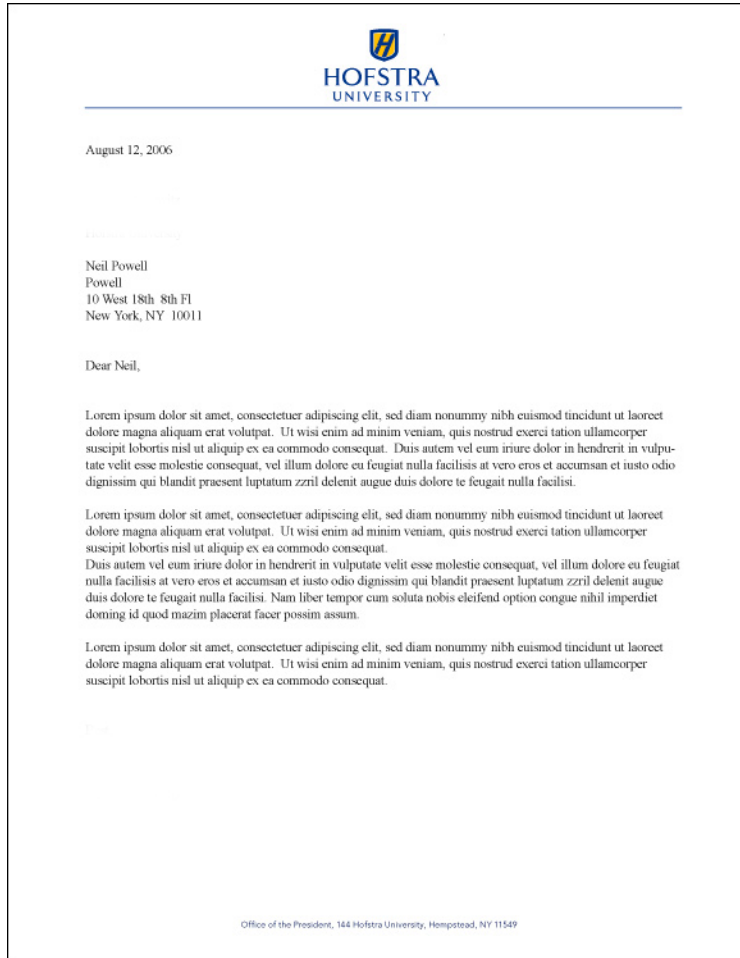 HOFSTRA
UNIVERSITY
August 12, 2006
Neil Powell
Powell
10 West 18th 8th Fl
New York, NY 10011
Dear Neil,
Lorem ipsum dolor sit amet, consectetuer adipiscing elit, sed diam nonummy nibh euismod tincidunt ut laoreet
dolore magna aliquam erat volutpat. Ut wisi enim ad minim veniam, quis nostrud exerci tation ullamcorper
suscipit lobortis nisl ut aliquip ex ea commodo consequat. Duis autem vel eum iriure dolor in hendrerit in vulpu-
tate velit esse molestie consequat, vel illum dolore eu feugiat nulla facilisis at vero eros et accumsan et iusto odio
dignissim qui blandit praesent luptatum zzril delenit augue duis dolore te feugait nulla facilisi.
Lorem ipsum dolor sit amet, consectetuer adipiscing elit, sed diam nonummy nibh euismod tincidunt ut laoreet
dolore magna aliquam erat volutpat. Ut wisi enim ad minim veniam, quis nostrud exerci tation ullamcorper
suscipit lobortis nisl ut aliquip ex ea commodo consequat.
Duis autem vel eum iriure dolor in hendrerit in vulputate velit esse molestie consequat, vel illum dolore eu feugiat
nulla facilisis at vero eros et accumsan et iusto odio dignissim qui blandit praesent luptatum zzril delenit augue
duis dolore te feugait nulla facilisi. Nam liber tempor cum soluta nobis eleifend option congue nihil imperdiet
doming id quod mazim placerat facer possim assum.
Lorem ipsum dolor sit amet, consectetuer adipiscing elit, sed diam nonummy nibh euismod tincidunt ut laoreet
dolore magna aliquam erat volutpat. Ut wisi enim ad minim veniam, quis nostrud exerci tation ullamcorper
suscipit lobortis nisl ut aliquip ex ea commodo consequat.
Office of the President, 144 Hofstra University, Hempstead, NY 11549